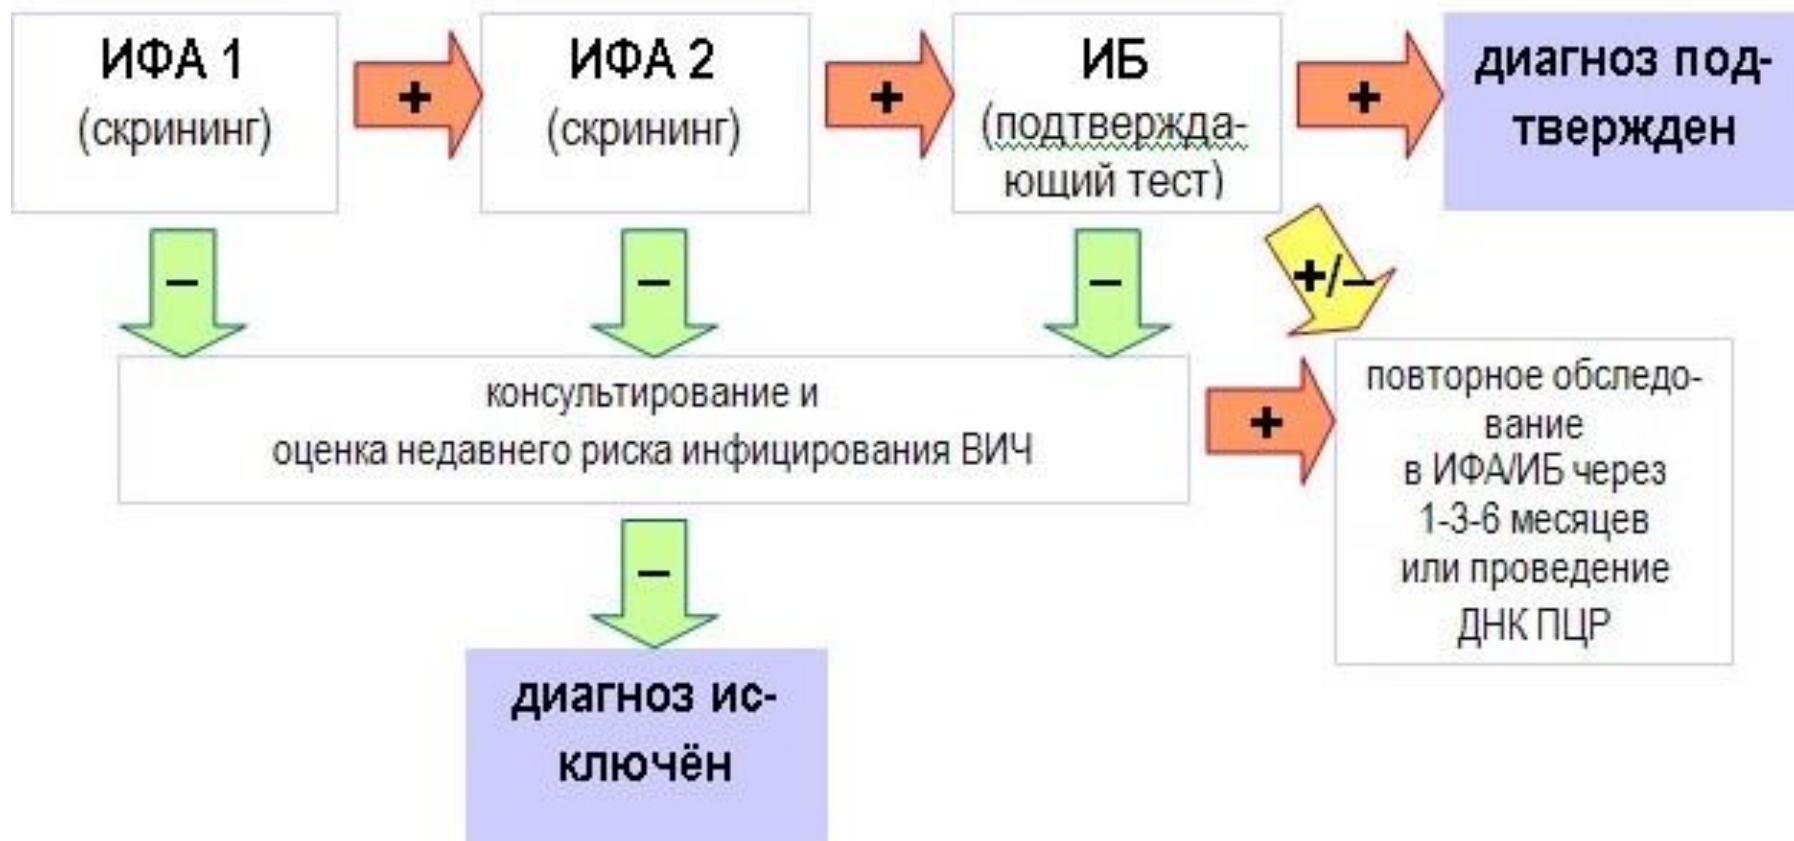 ИФА 1
(скрининг)
+
ИФА 2
(скрининг)
+
ИБ
(подтвержда-
ющий тест)
+
диагноз под-
твержден
–
–
–
+/–
консультирование и
оценка недавнего риска инфицирования ВИЧ
+
повторное обследо-
вание
в ИФА/ИБ через
1-3-6 месяцев
или проведение
ДНК ПЦР
–
диагноз ис-
ключён